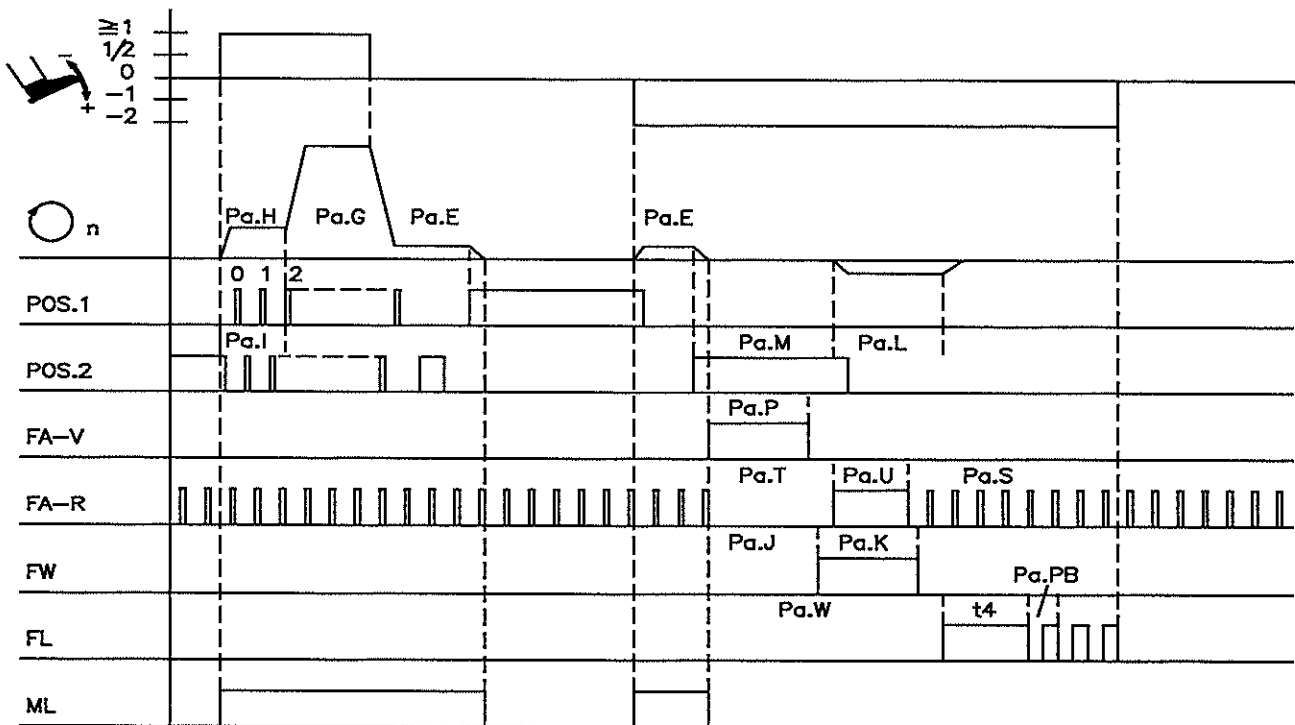 ≧1
1/2
0
−
−1
+
−2
Pa.H Pa.G Pa.E Pa.E
n
0 1 2
POS.1
Pa.I Pa.M Pa.L
POS.2
Pa.P
FA−V
Pa.T Pa.U Pa.S
FA−R
Pa.J Pa.K
FW Pa.PB
Pa.W t4
FL
ML